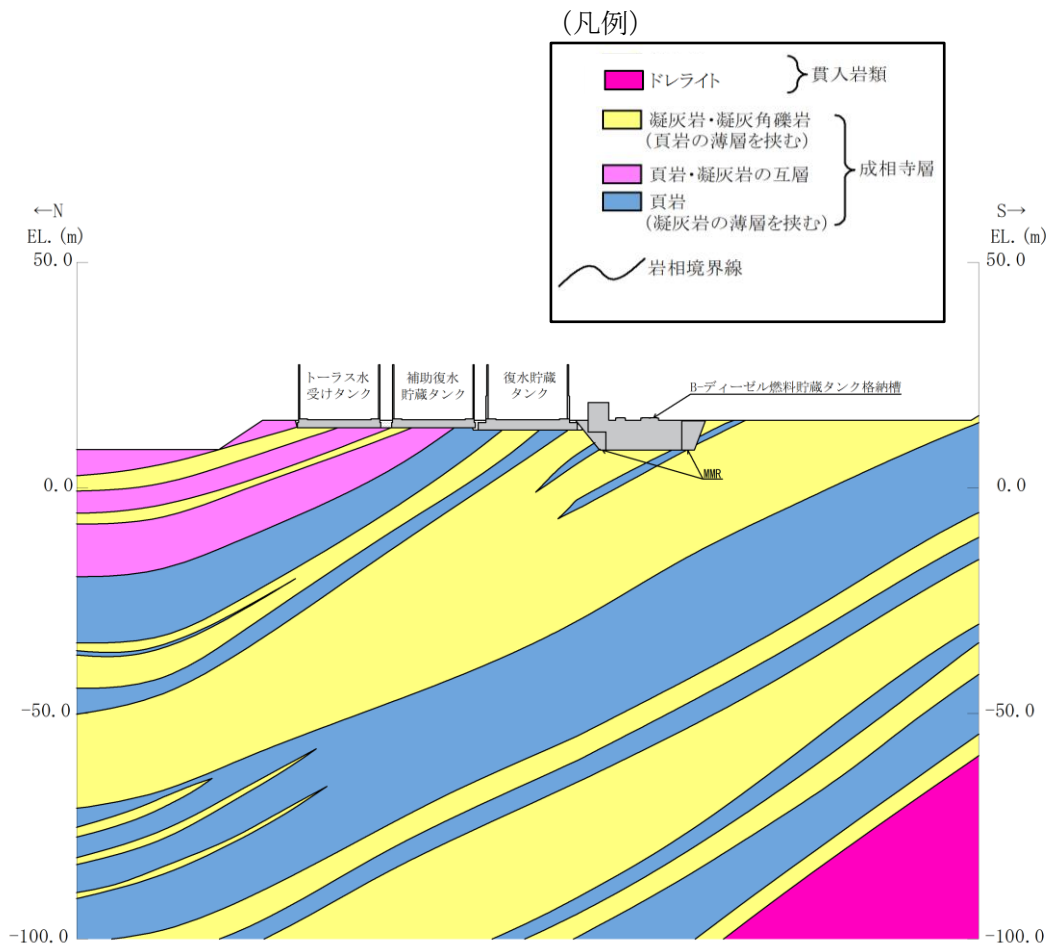 (凡例)
ドレライト
貫入岩類
凝灰岩・凝灰角礫岩
(頁岩の薄層を挟む)
頁岩・凝灰岩の互層
成相寺層
頁岩
(凝灰岩の薄層を挟む)
岩相境界線
←N
EL.(m)
S→
EL.(m)
50.0
50.0
トーラス水
受けタンク
補助復水
貯蔵タンク
復水貯蔵
タンク
B-ディーゼル燃料貯蔵タンク格納槽
MMR
0.0
0.0
-50.0
-50.0
-100.0
-100.0